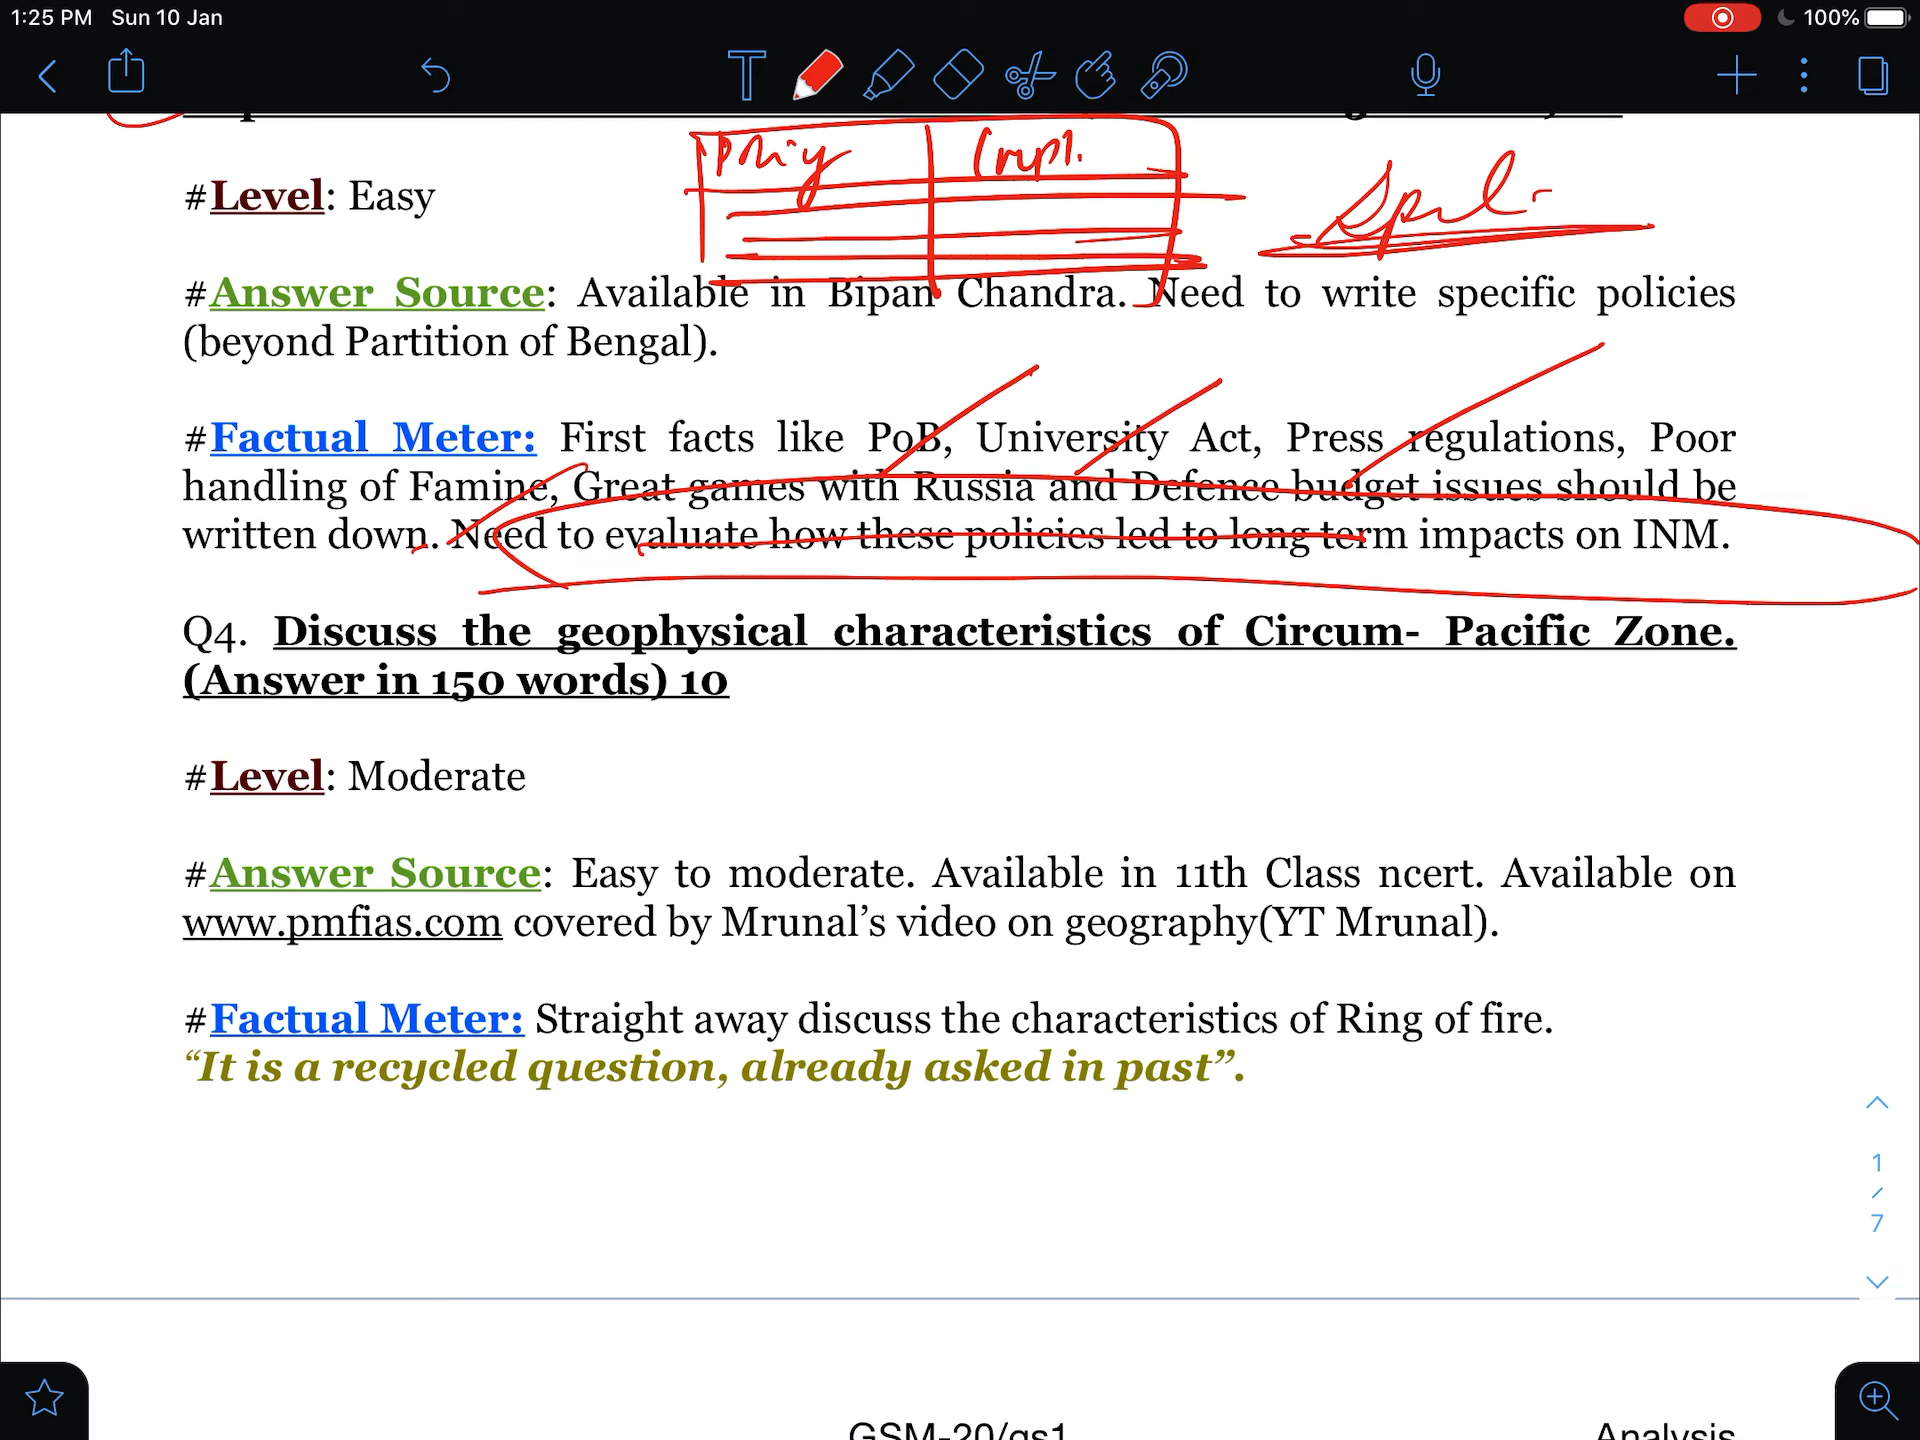 1:25 PM Sun 10 Jan
100%
Policy
Impl.
#Level: Easy
#Answer Source: Available in Bipan Chandra. Need to write specific policies
(beyond Partition of Bengal).
#Factual Meter: First facts like PoB, University Act, Press regulations, Poor
handling of Famine, Great games with Russia and Defence budget issues should be
written down. Need to evaluate how these policies led to long term impacts on INM.
Q4. Discuss the geophysical characteristics of Circum- Pacific Zone.
(Answer in 150 words) 10
#Level: Moderate
#Answer Source: Easy to moderate. Available in 11th Class ncert. Available on
www.pmfias.com covered by Mrunal’s video on geography(YT Mrunal).
#Factual Meter: Straight away discuss the characteristics of Ring of fire.
“It is a recycled question, already asked in past”.
1
/
7
GSM-20/gs1 Analysis